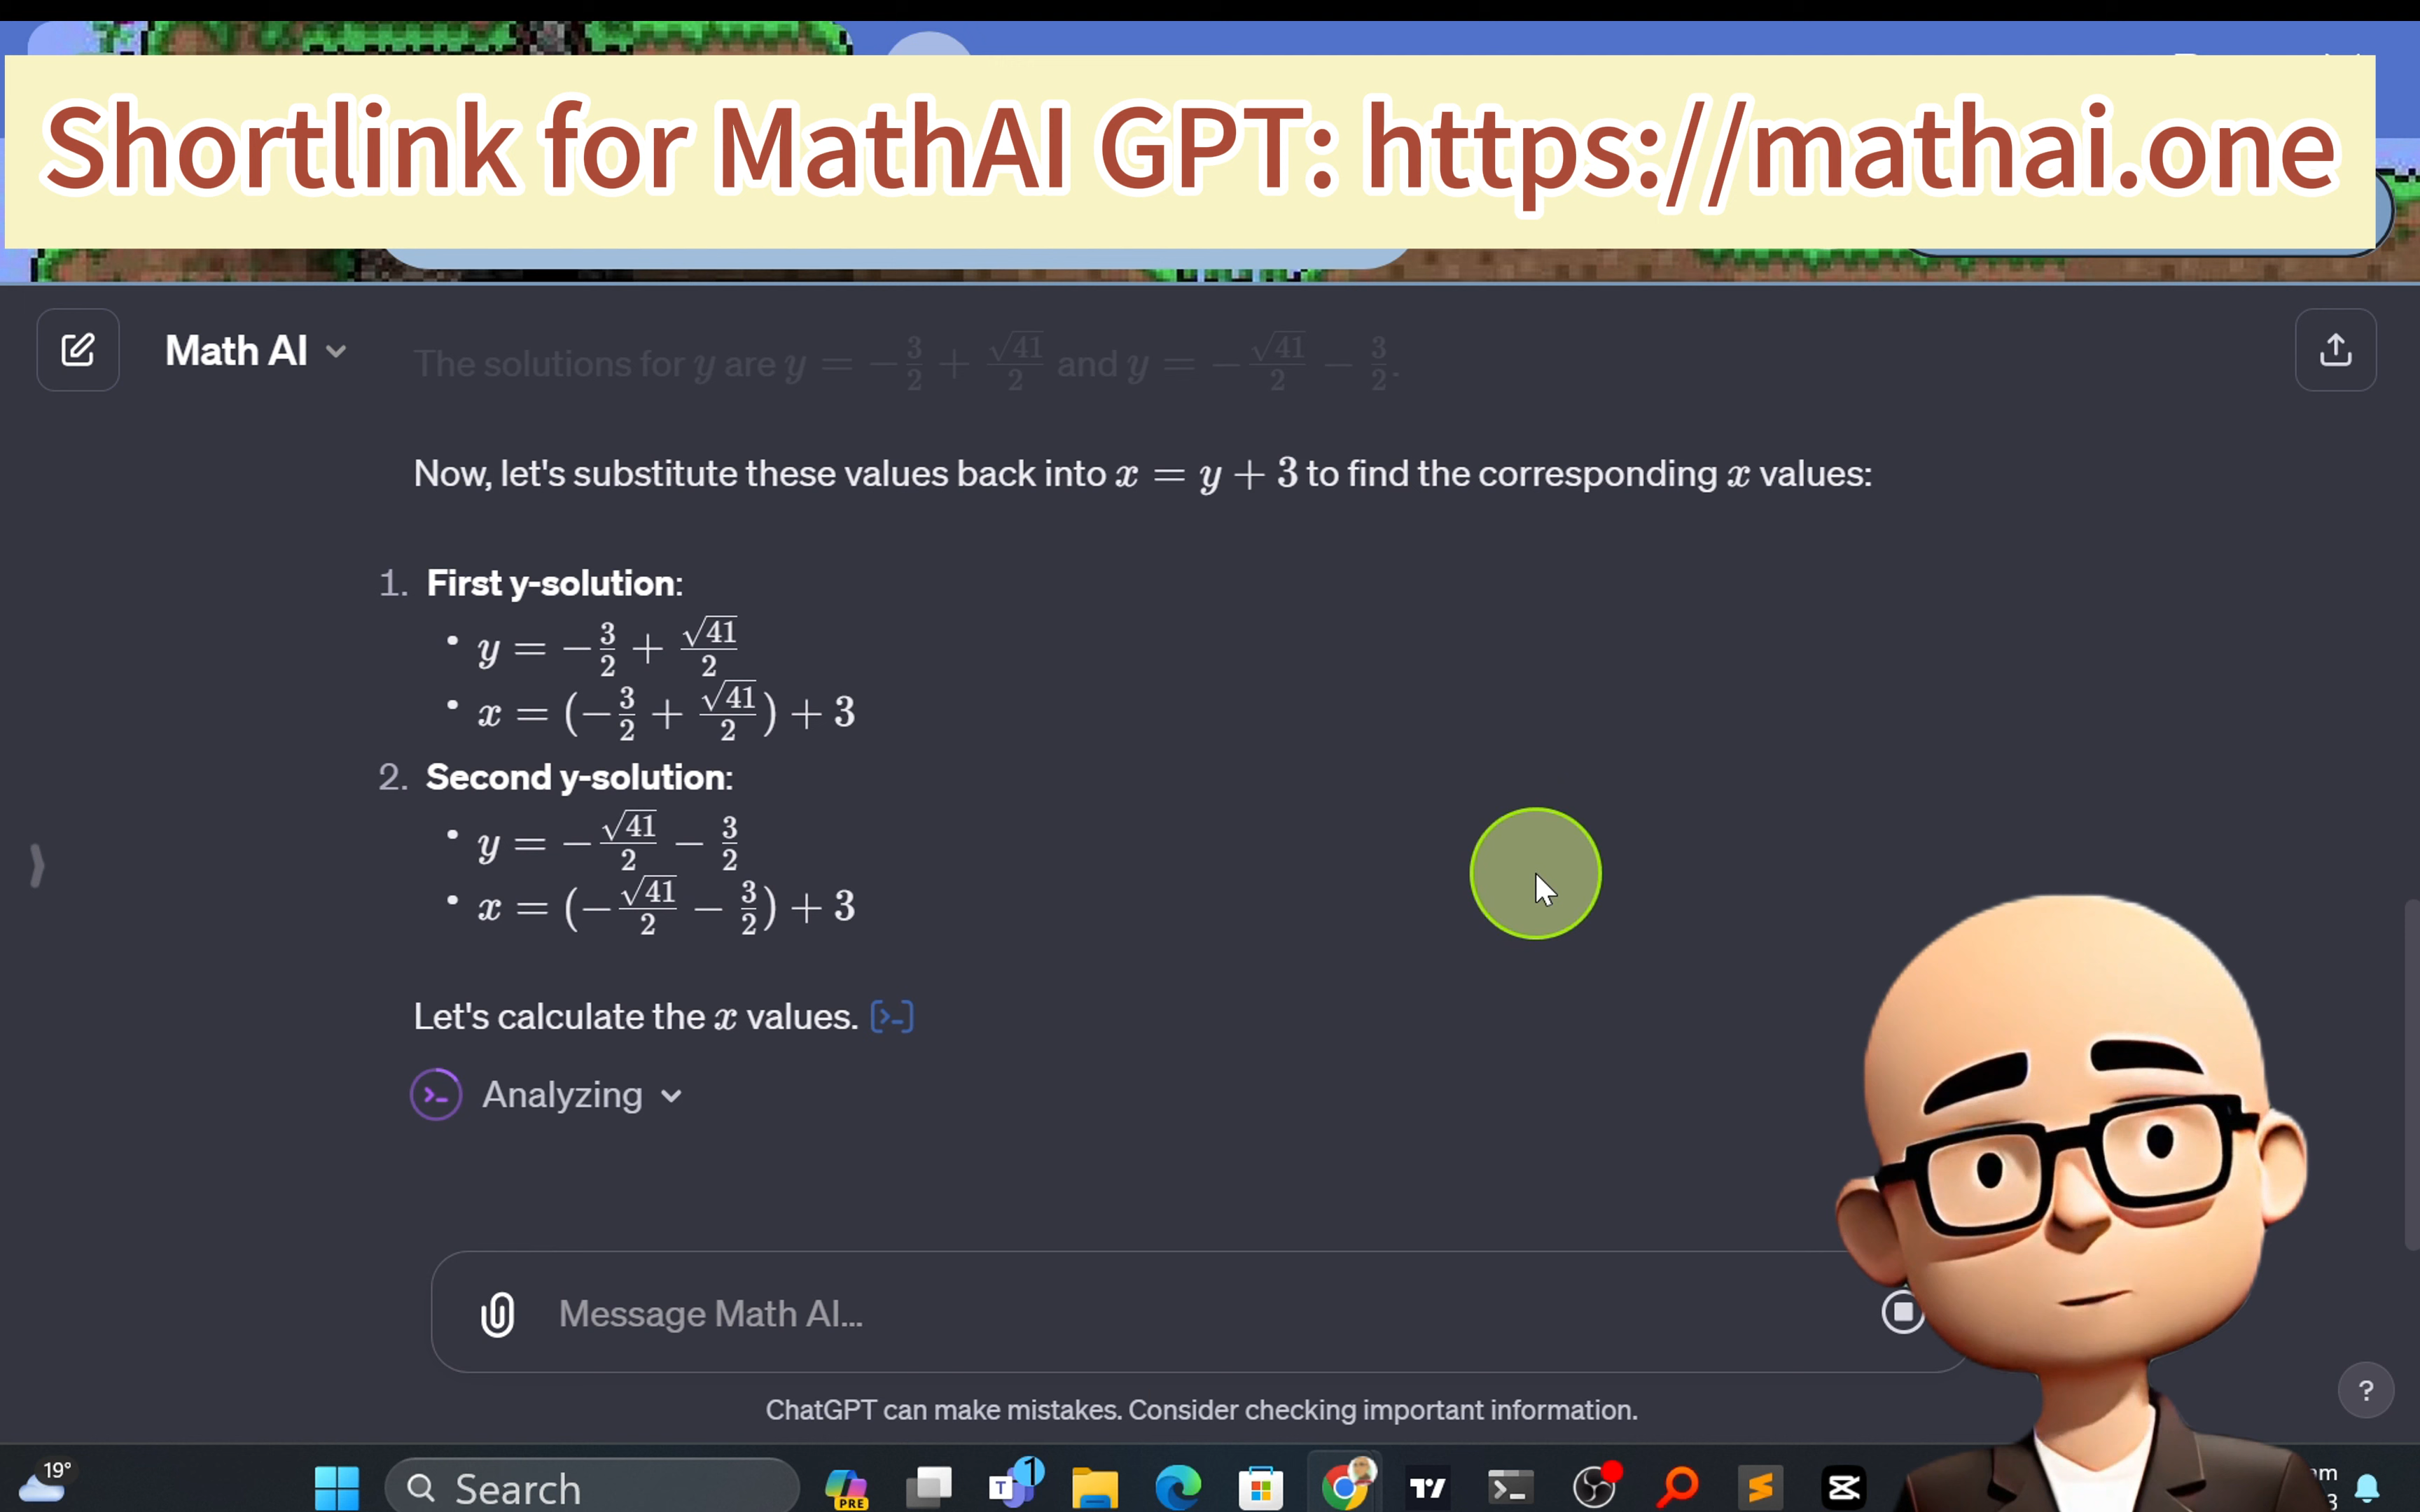 Shortlink for MathAI GPT: https://mathai.one
Math AI
The solutions for y are y = −3/2 + √41/2 and y = −√41/2 − 3/2.
Now, let's substitute these values back into x = y + 3 to find the corresponding x values:
1. First y-solution:
• y = −3/2 + √41/2
• x = (−3/2 + √41/2) + 3
2. Second y-solution:
• y = −√41/2 − 3/2
• x = (−√41/2 − 3/2) + 3
Let's calculate the x values. [>-]
Analyzing
Message Math AI...
ChatGPT can make mistakes. Consider checking important information.
?
19°
Search
PRE
T
1
m
3